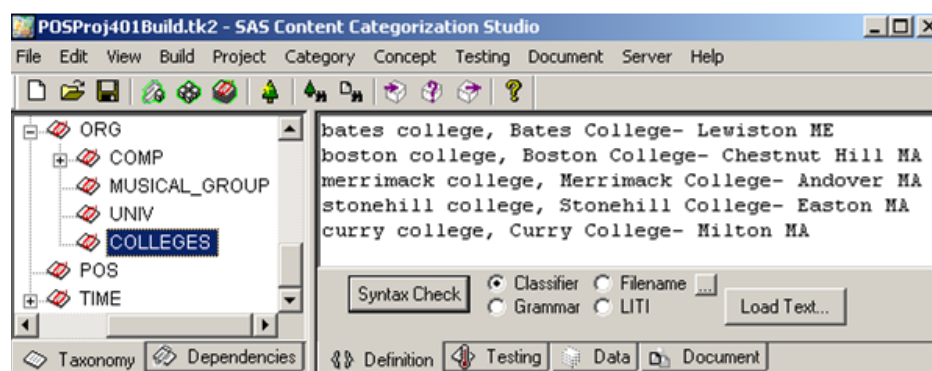 POSProj401Build.tk2 - SAS Content Categorization Studio
File Edit View Build Project Category Concept Testing Document Server Help
ORG
COMP
MUSICAL_GROUP
UNIV
COLLEGES
POS
TIME
Taxonomy Dependencies
bates college, Bates College- Lewiston ME
boston college, Boston College- Chestnut Hill MA
merrimack college, Merrimack College- Andover MA
stonehill college, Stonehill College- Easton MA
curry college, Curry College- Milton MA
Syntax Check Classifier Filename ...
Grammar LITI Load Text...
Definition Testing Data Document